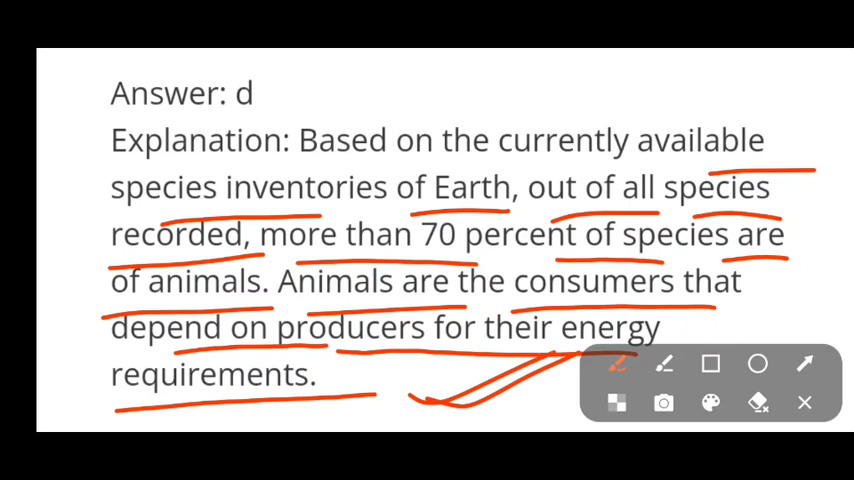 Answer: d
Explanation: Based on the currently available
species inventories of Earth, out of all species
recorded, more than 70 percent of species are
of animals. Animals are the consumers that
depend on producers for their energy
requirements.